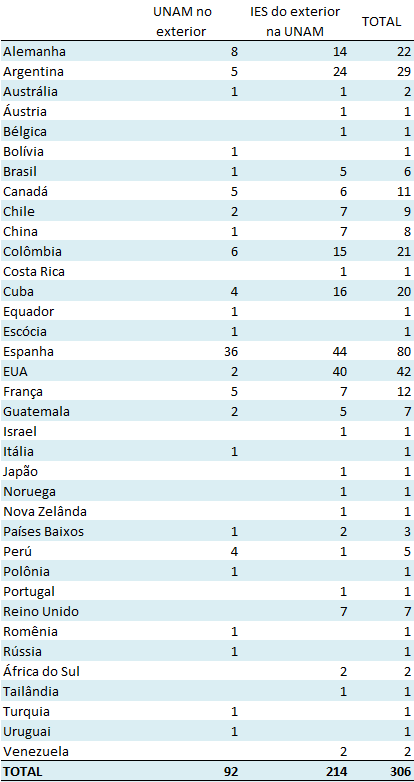 UNAM no exterior IES do exterior na UNAM TOTAL
Alemanha 8 14 22
Argentina 5 24 29
Austrália 1 1 2
Áustria 1 1
Bélgica 1 1
Bolívia 1 1
Brasil 1 5 6
Canadá 5 6 11
Chile 2 7 9
China 1 7 8
Colômbia 6 15 21
Costa Rica 1 1
Cuba 4 16 20
Equador 1 1
Escócia 1 1
Espanha 36 44 80
EUA 2 40 42
França 5 7 12
Guatemala 2 5 7
Israel 1 1
Itália 1 1
Japão 1 1
Noruega 1 1
Nova Zelânda 1 1
Países Baixos 1 2 3
Perú 4 1 5
Polônia 1 1
Portugal 1 1
Reino Unido 7 7
Romênia 1 1
Rússia 1 1
África do Sul 2 2
Tailândia 1 1
Turquia 1 1
Uruguai 1 1
Venezuela 2 2
TOTAL 92 214 306